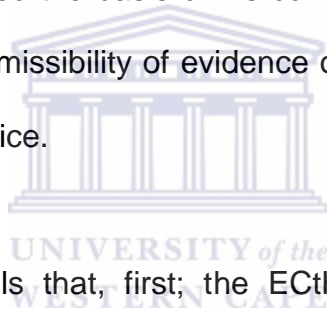 missibility of evidence o
ice.
UNIVERSITY of the
ls that, first; the ECtH
WESTERN CAPE